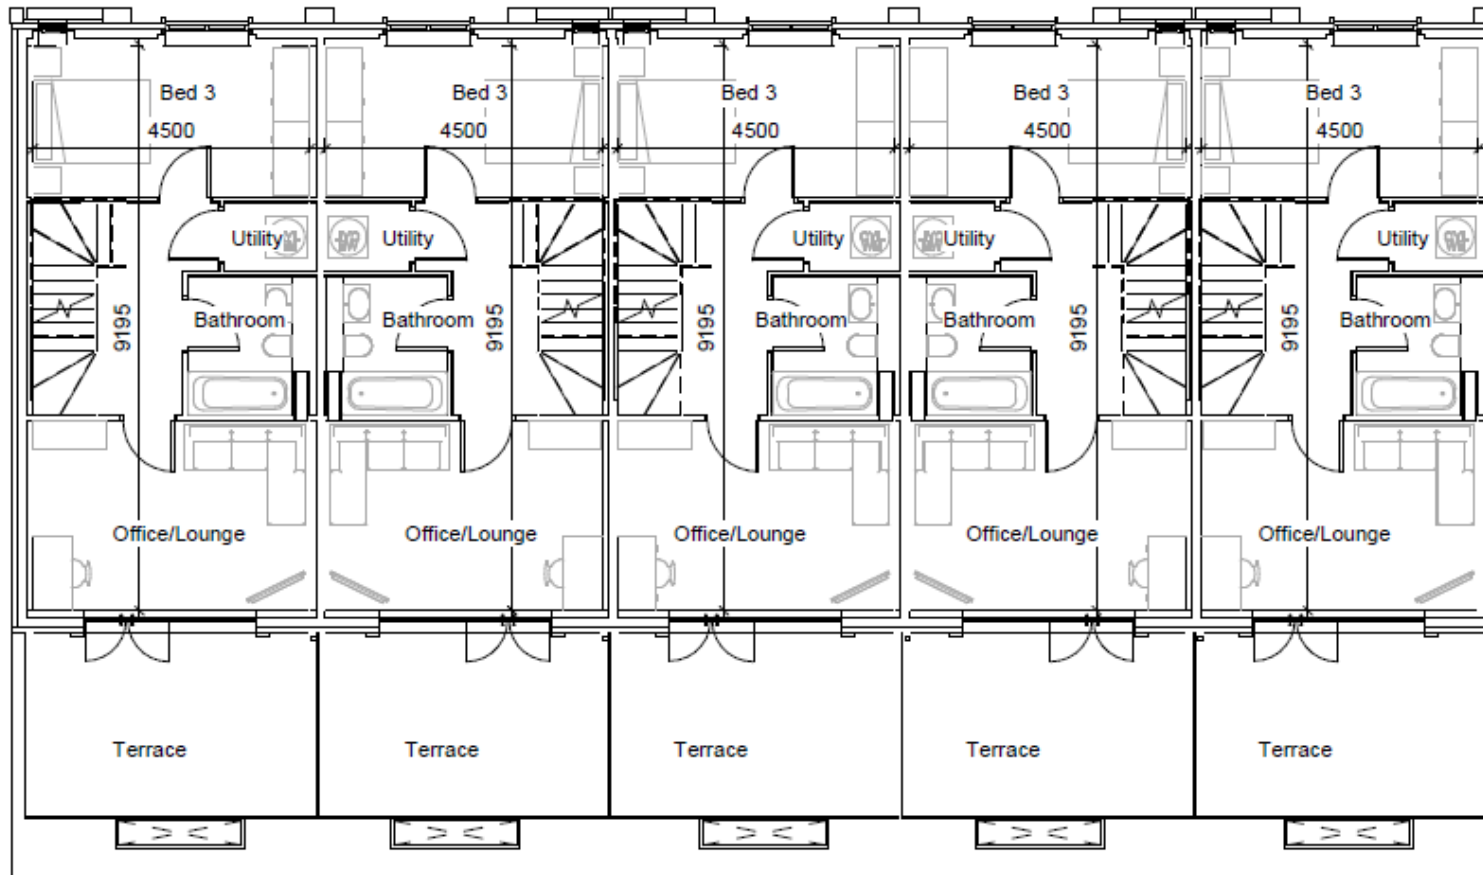 Bed 3
Bed 3
Bed 3
Bed 3
Bed 3
4500
4500
4500
4500
4500
Utility
Utility
Utility
Utility
Utility
Bathroom
Bathroom
Bathroom
Bathroom
Bathroom
9195
9195
9195
9195
9195
Office/Lounge
Office/Lounge
Office/Lounge
Office/Lounge
Office/Lounge
Terrace
Terrace
Terrace
Terrace
Terrace